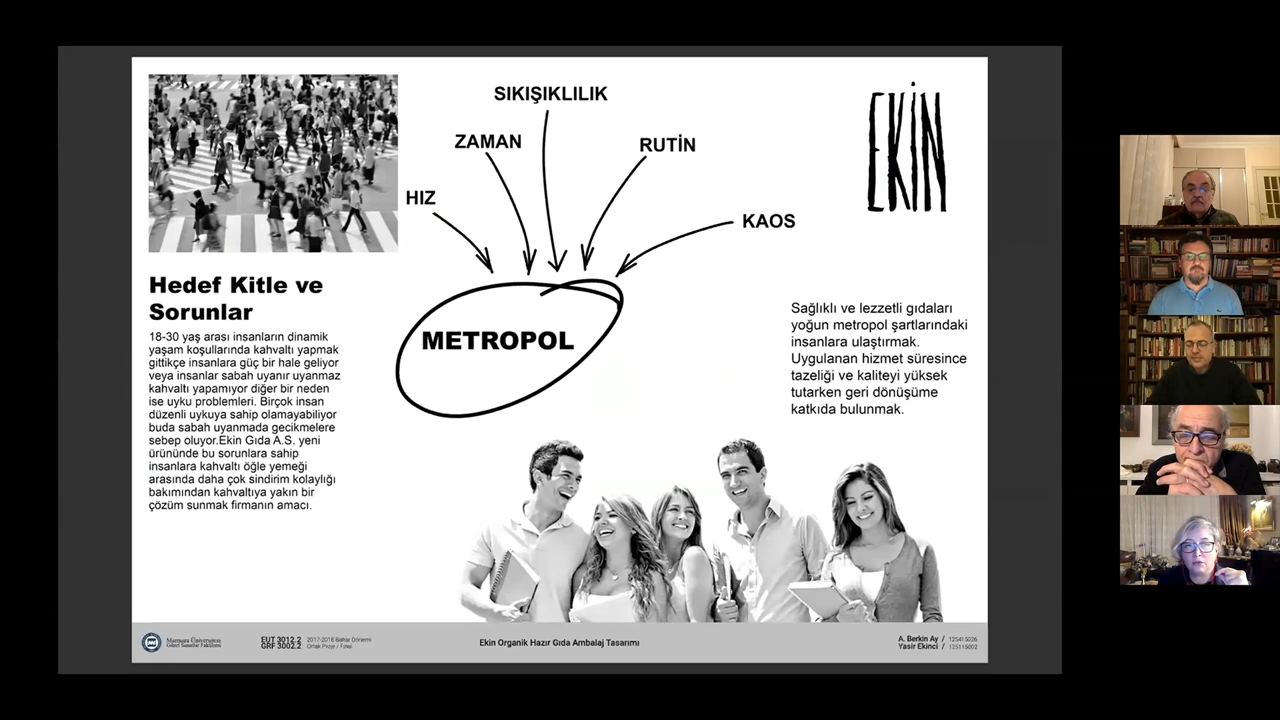 SIKIŞIKLILIK
ZAMAN
RUTİN
HIZ
KAOS
METROPOL
EKİN
Hedef Kitle ve
Sorunlar
18-30 yaş arası insanların dinamik
yaşam koşullarında kahvaltı yapmak
gittikçe insanlara güç bir hale geliyor
veya insanlar sabah uyanır uyanmaz
kahvaltı yapamıyor diğer bir neden
ise uyku problemleri. Birçok insan
düzenli uykuya sahip olamayabiliyor
buda sabah uyanmada gecikmelere
sebep oluyor.Ekin Gıda A.S. yeni
ürününde bu sorunlara sahip
insanlara kahvaltı öğle yemeği
arasında daha çok sindirim kolaylığı
bakımından kahvaltıya yakın bir
çözüm sunmak firmanın amacı.
Sağlıklı ve lezzetli gıdaları
yoğun metropol şartlarındaki
insanlara ulaştırmak.
Uygulanan hizmet süresince
tazeliği ve kaliteyi yüksek
tutarken geri dönüşüme
katkıda bulunmak.
Marmara Üniversitesi
Güzel Sanatlar Fakültesi
EUT 3012.2
GRF 3002.2
2017-2018 Bahar Dönemi
Ortak Proje / Final
Ekin Organik Hazır Gıda Ambalaj Tasarımı
A. Berkin Ay / 125415026
Yasir Ekinci / 125115002